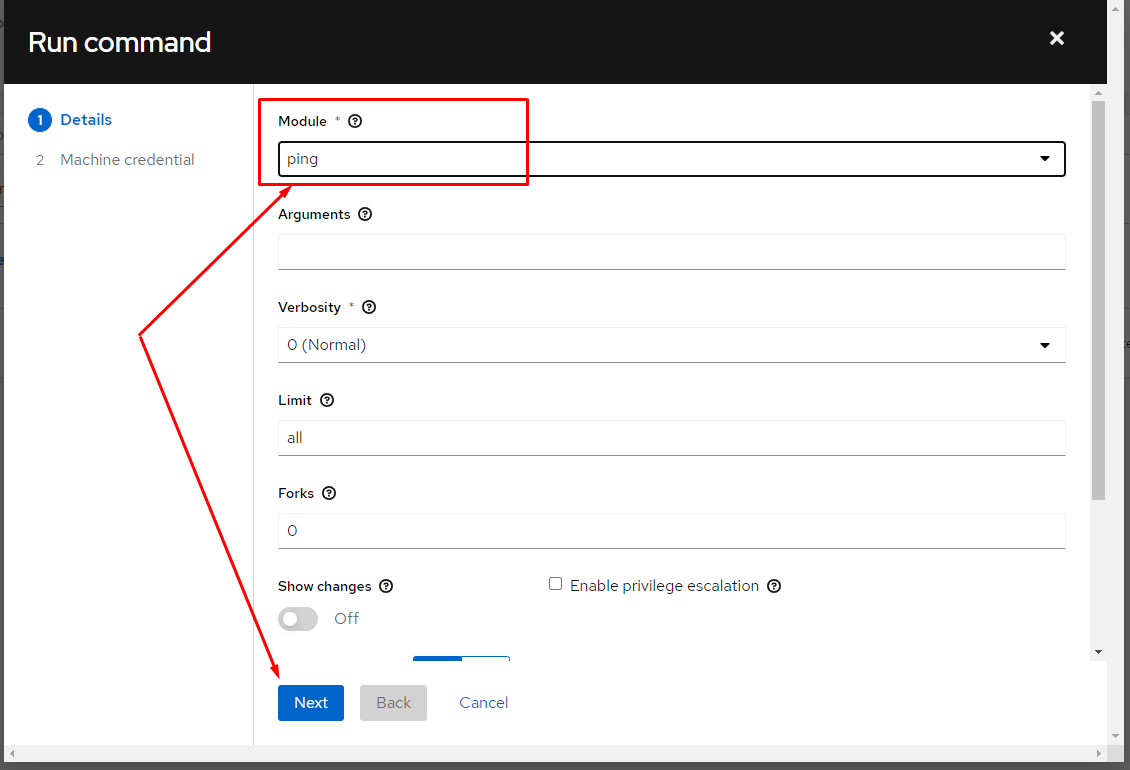 Run command
1 Details
2 Machine credential
Module *
ping
Arguments
Verbosity *
0 (Normal)
Limit
all
Forks
0
Show changes
Enable privilege escalation
Off
Next Back Cancel